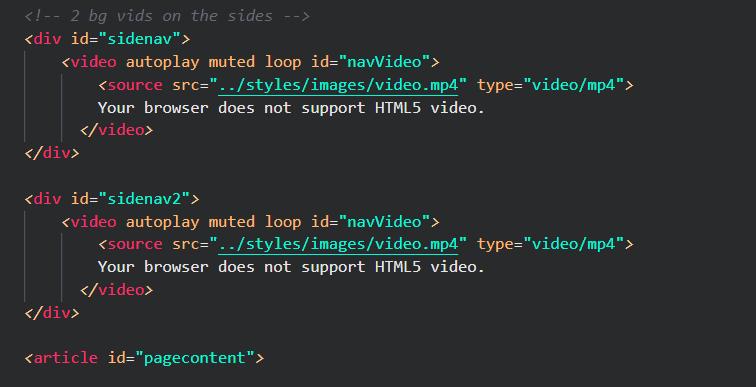 <!-- 2 bg vids on the sides -->
<div id="sidenav">
<video autoplay muted loop id="navVideo">
<source src="../styles/images/video.mp4" type="video/mp4">
Your browser does not support HTML5 video.
</video>
</div>
<div id="sidenav2">
<video autoplay muted loop id="navVideo">
<source src="../styles/images/video.mp4" type="video/mp4">
Your browser does not support HTML5 video.
</video>
</div>
<article id="pagecontent">